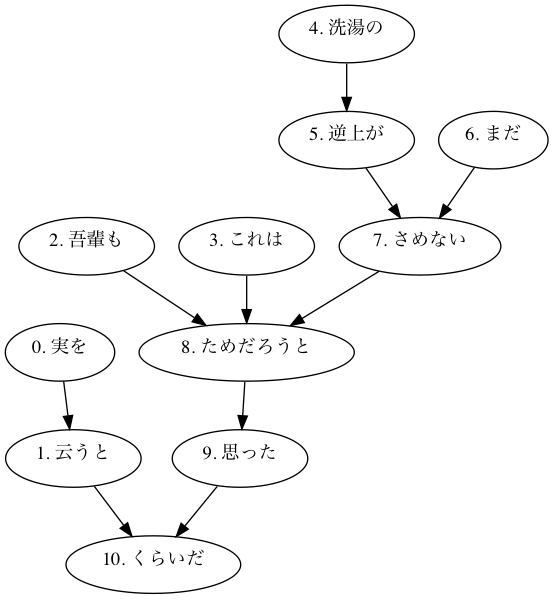 4. 洗湯の
5. 逆上が
6. まだ
2. 吾輩も
3. これは
7. さめない
0. 実を
8. ためだろうと
1. 云うと
9. 思った
10. くらいだ